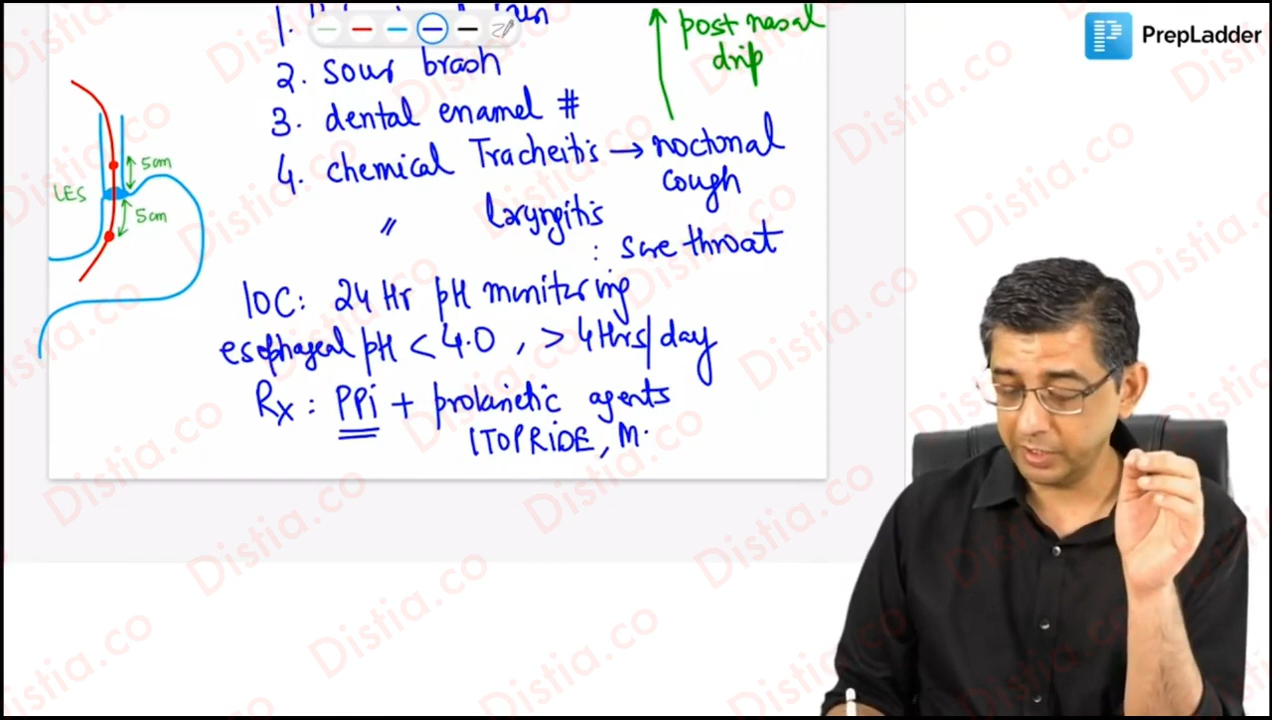 1.
post nasal
drip
PrepLadder
2. sour brash
3. dental enamel #
4. chemical Tracheitis → nocturnal
cough
〃 Laryngitis
: Sore throat
5cm
LES
5cm
IOC: 24 Hr pH monitoring
esophageal pH < 4.0, > 4Hrs/day
Rx: PPi + prokinetic agents
ITOPRIDE, M.
Distia.co